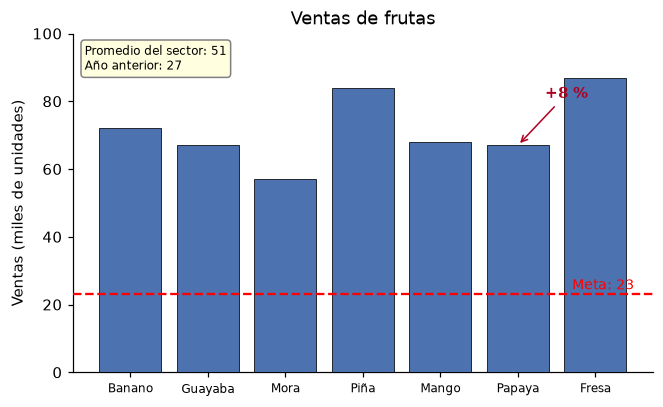 Ventas de frutas
Ventas (miles de unidades)
100
80
60
40
20
0
Promedio del sector: 51
Año anterior: 27
+8 %
Meta: 23
Banano
Guayaba
Mora
Piña
Mango
Papaya
Fresa